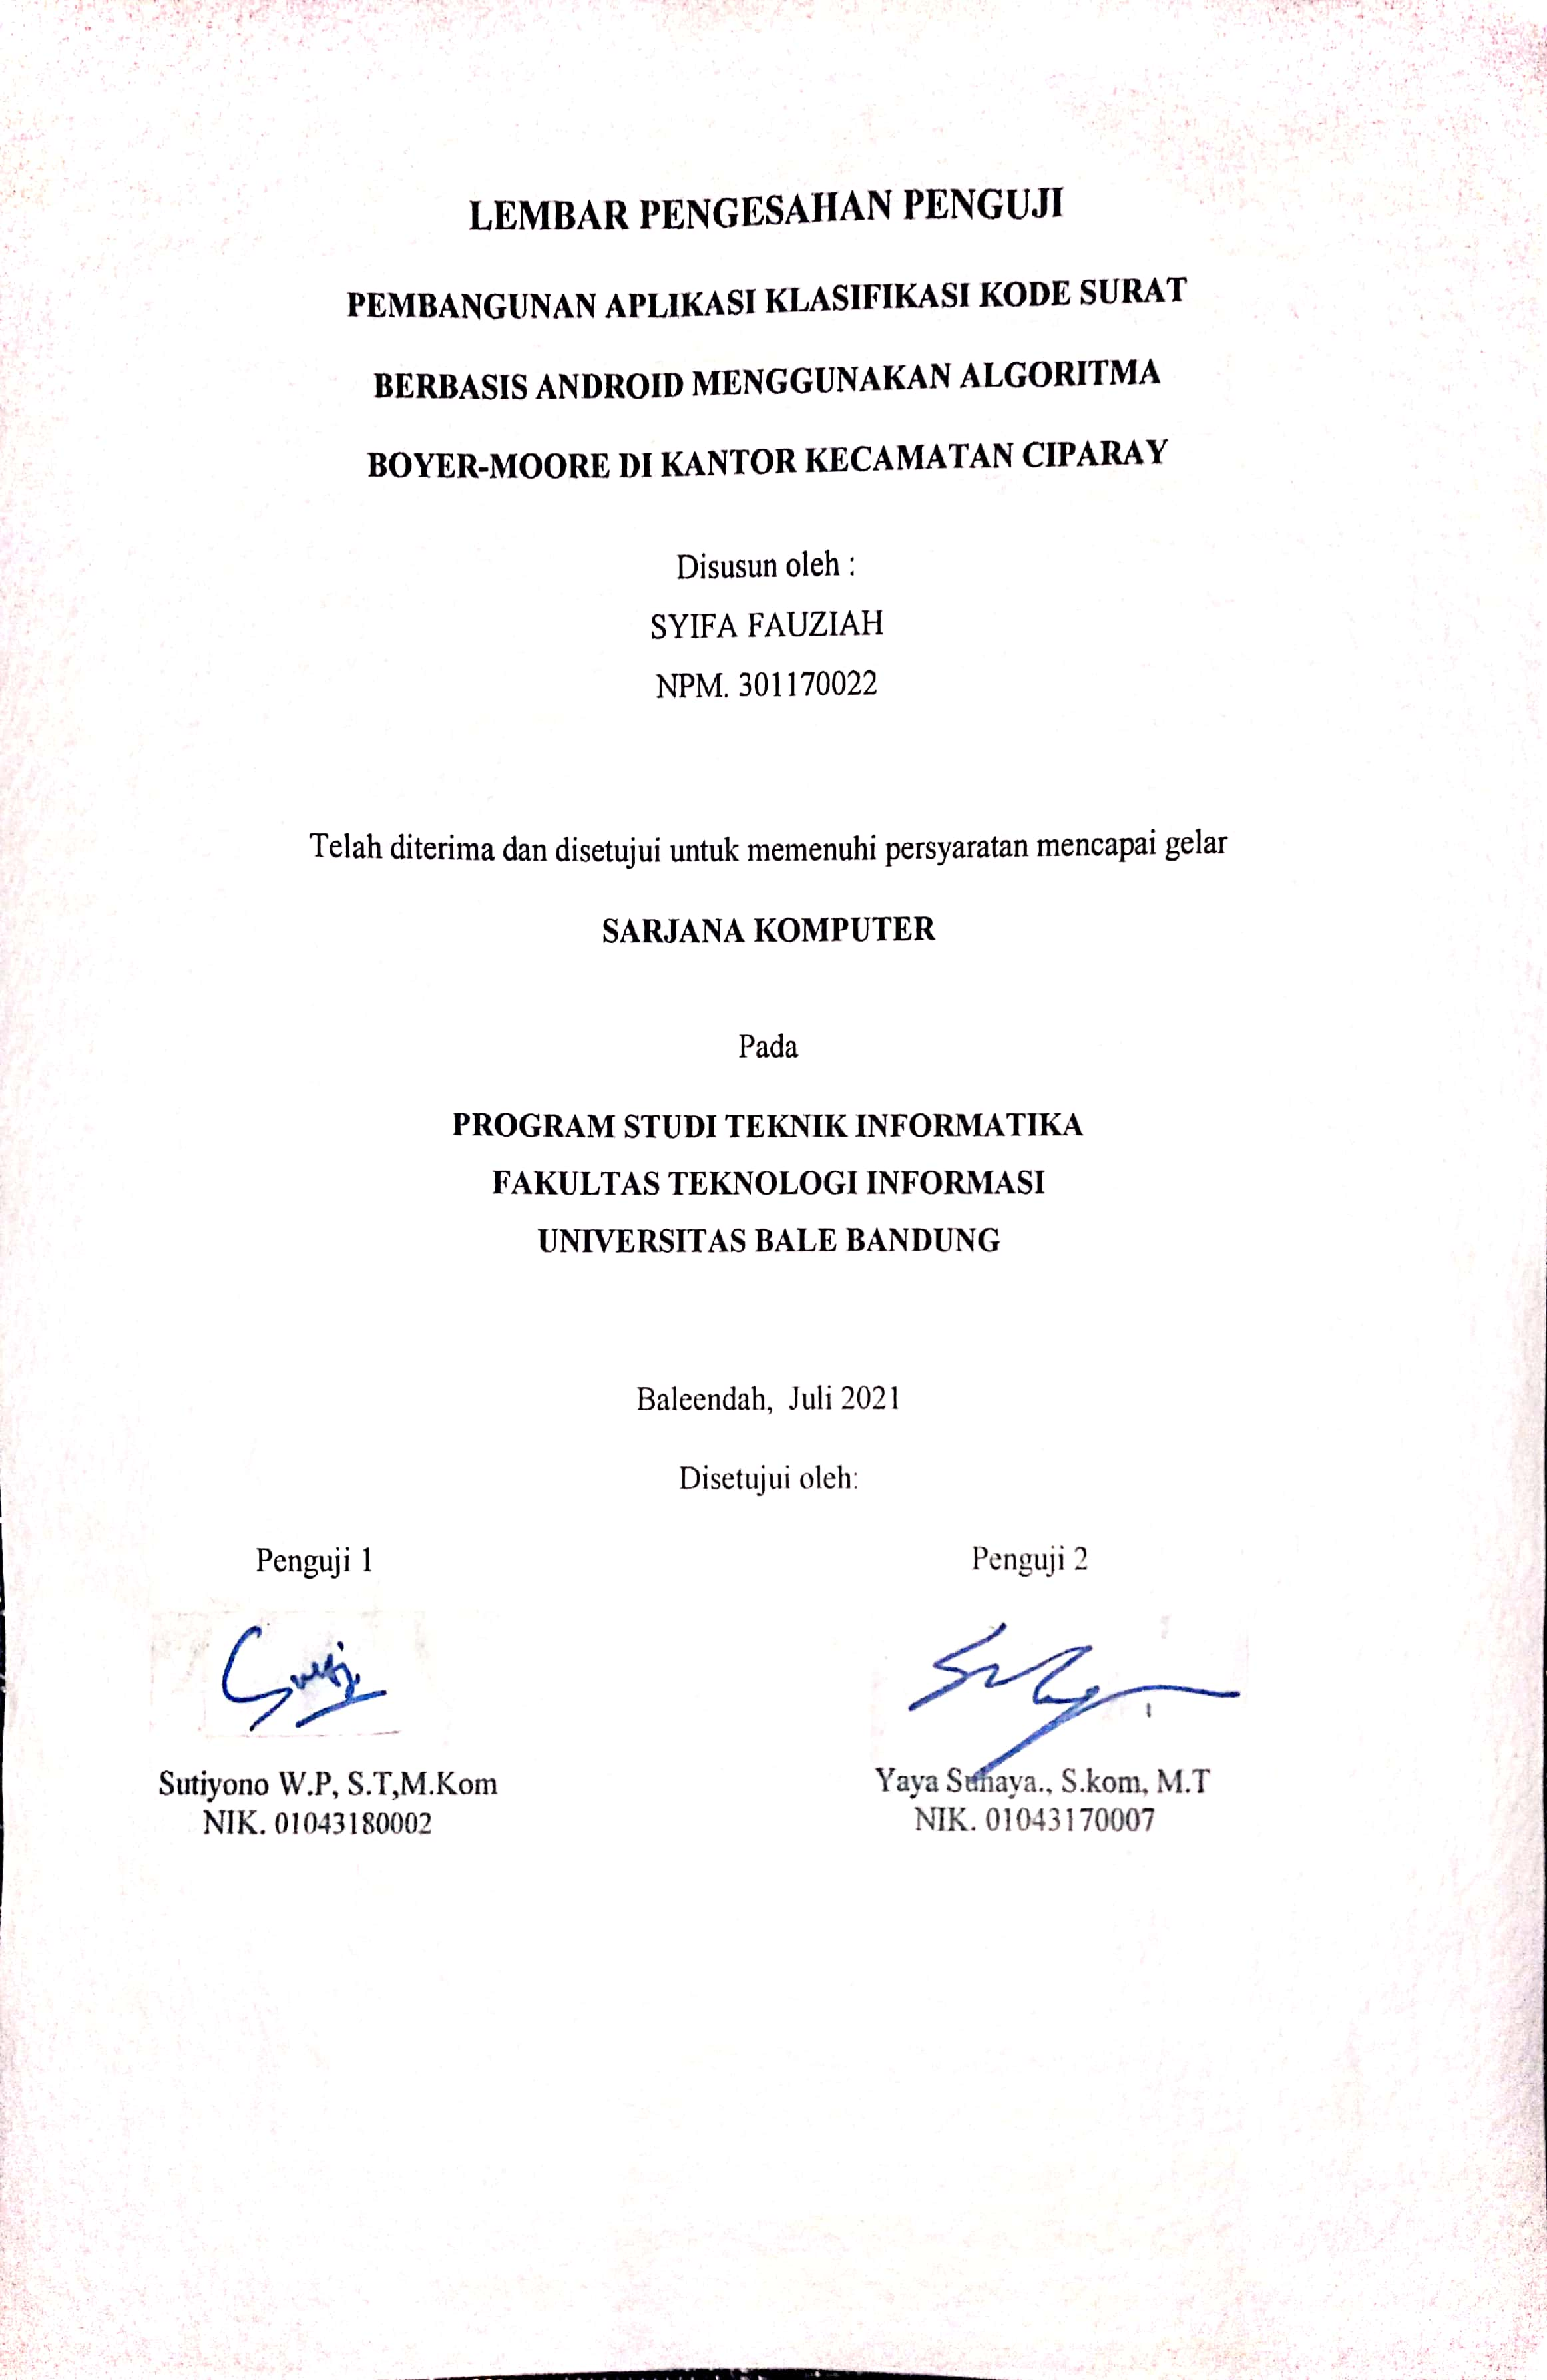 LEMBAR PENGESAHAN PENGUJI
PEMBANGUNAN APLIKASI KLASIFIKASI KODE SURAT
BERBASIS ANDROID MENGGUNAKAN ALGORITMA
BOYER-MOORE DI KANTOR KECAMATAN CIPARAY
Disusun oleh :
SYIFA FAUZIAH
NPM. 301170022
Telah diterima dan disetujui untuk memenuhi persyaratan mencapai gelar
SARJANA KOMPUTER
Pada
PROGRAM STUDI TEKNIK INFORMATIKA
FAKULTAS TEKNOLOGI INFORMASI
UNIVERSITAS BALE BANDUNG
Baleendah, Juli 2021
Disetujui oleh:
Penguji 1
Penguji 2
Sutiyono W.P, S.T,M.Kom
NIK. 01043180002
Yaya Suhaya., S.kom, M.T
NIK. 01043170007